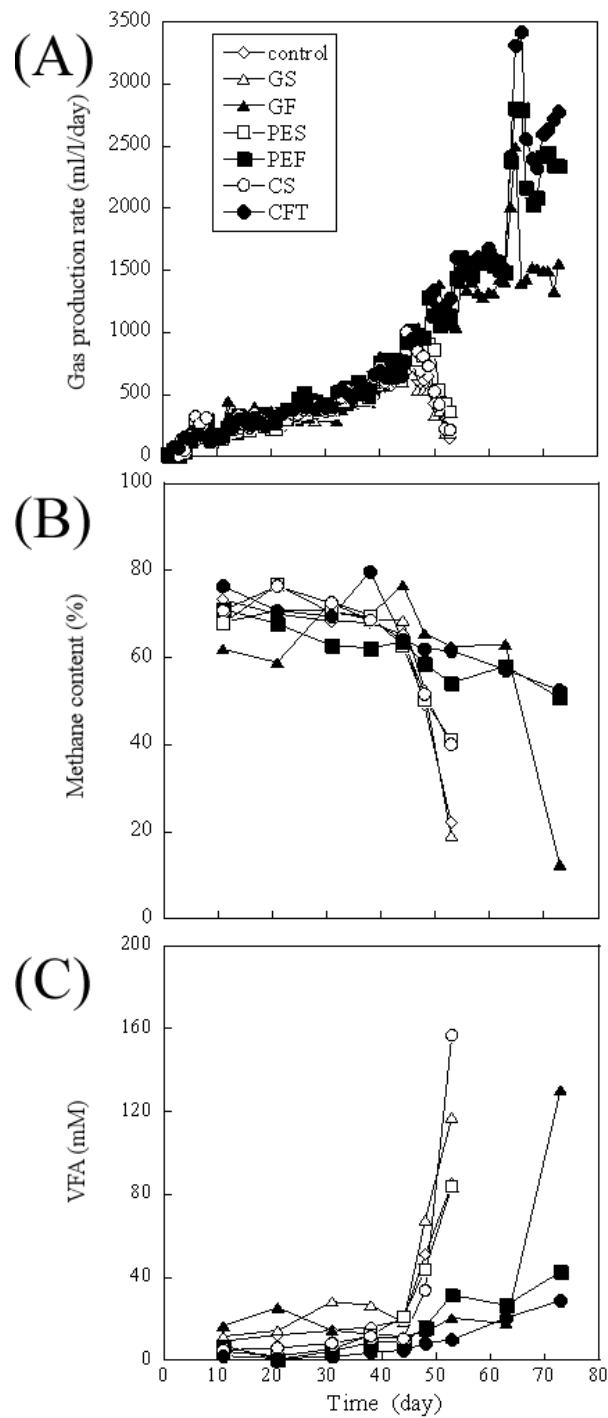 (A)
Gas production rate (ml/l/day)
3500
3000
2500
2000
1500
1000
500
0
control
GS
GF
PES
PEF
CS
CFT
(B)
Methane content (%)
100
80
60
40
20
0
(C)
VFA (mM)
200
160
120
80
40
0
0 10 20 30 40 50 60 70 80
Time (day)